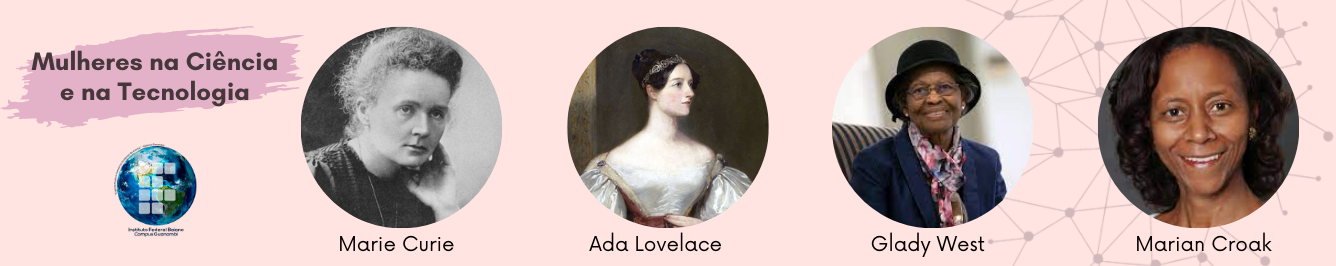 Mulheres na Ciência
e na Tecnologia
Instituto Federal Baiano
Campus Guanambi
Marie Curie
Ada Lovelace
Glady West
Marian Croak